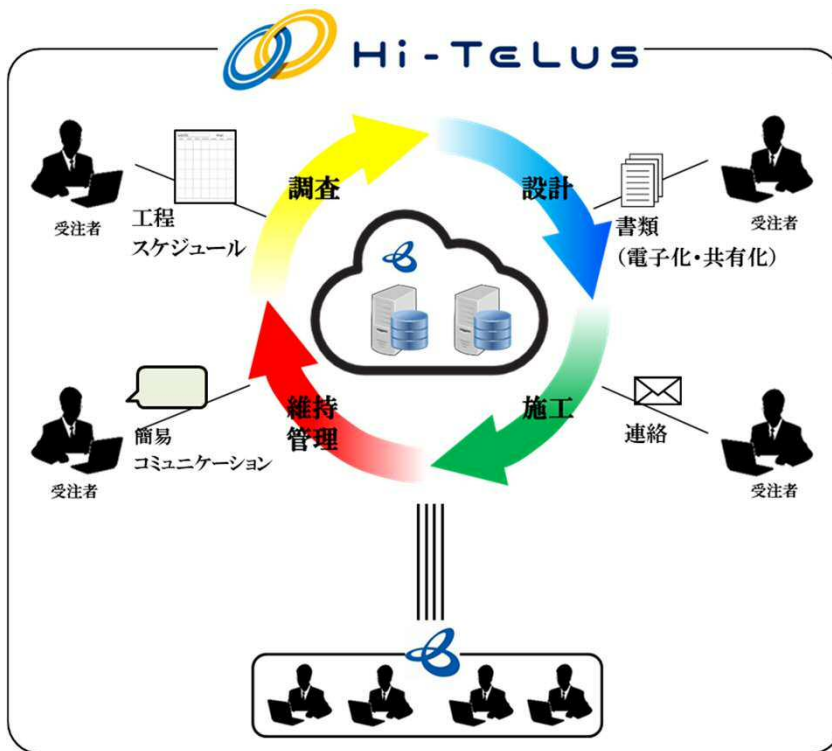 Hi-TeLus
調査
設計
受注者
工程
スケジュール
書類
（電子化・共有化）
受注者
維持
管理
施工
簡易
コミュニケーション
受注者
連絡
受注者